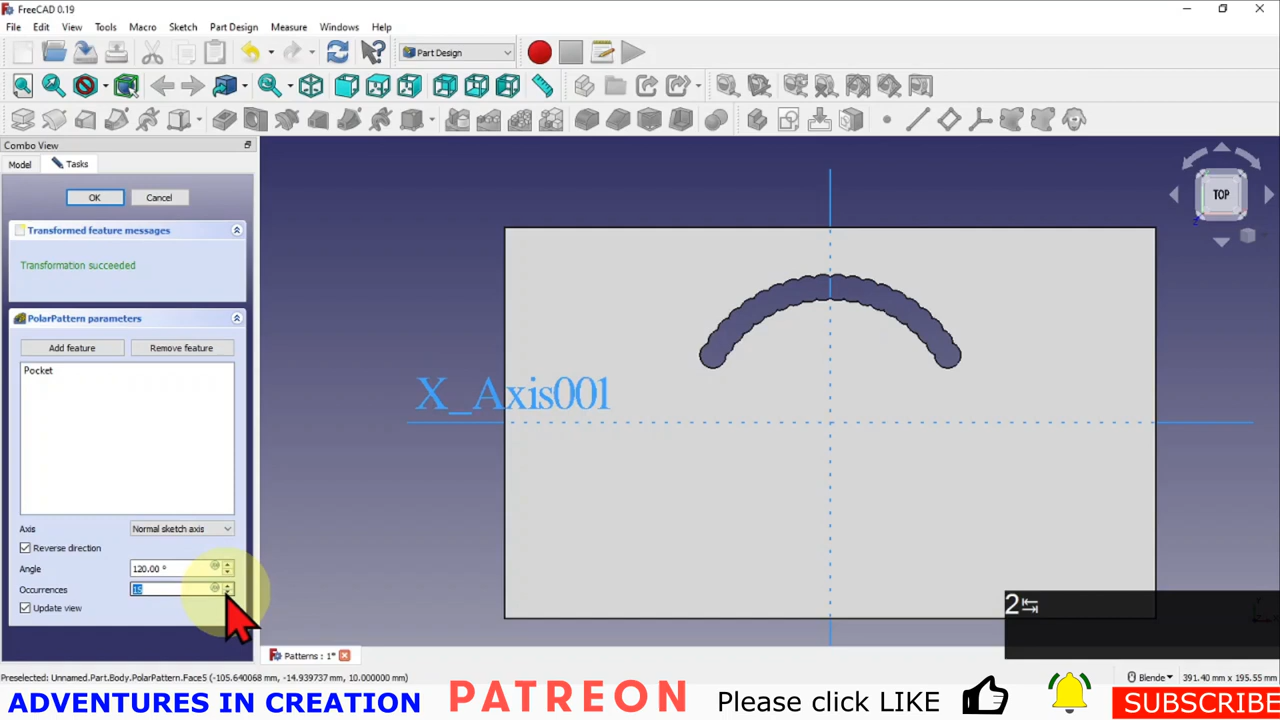 FreeCAD 0.19
File Edit View Tools Macro Sketch Part Design Measure Windows Help
Part Design
Combo View
Model Tasks
OK Cancel
Transformed feature messages
Transformation succeeded
PolarPattern parameters
Add feature Remove feature
Pocket
Axis Normal sketch axis
Reverse direction
Angle 120.00 °
Occurrences 15
Update view
X_Axis001
TOP
2
Patterns : 1*
Preselected: Unnamed.Part.Body.PolarPattern.Face5 (-105.640068 mm, -14.939737 mm, 10.000000 mm)
Blende 391.40 mm x 195.55 mm
ADVENTURES IN CREATION PATREON Please click LIKE SUBSCRIBE